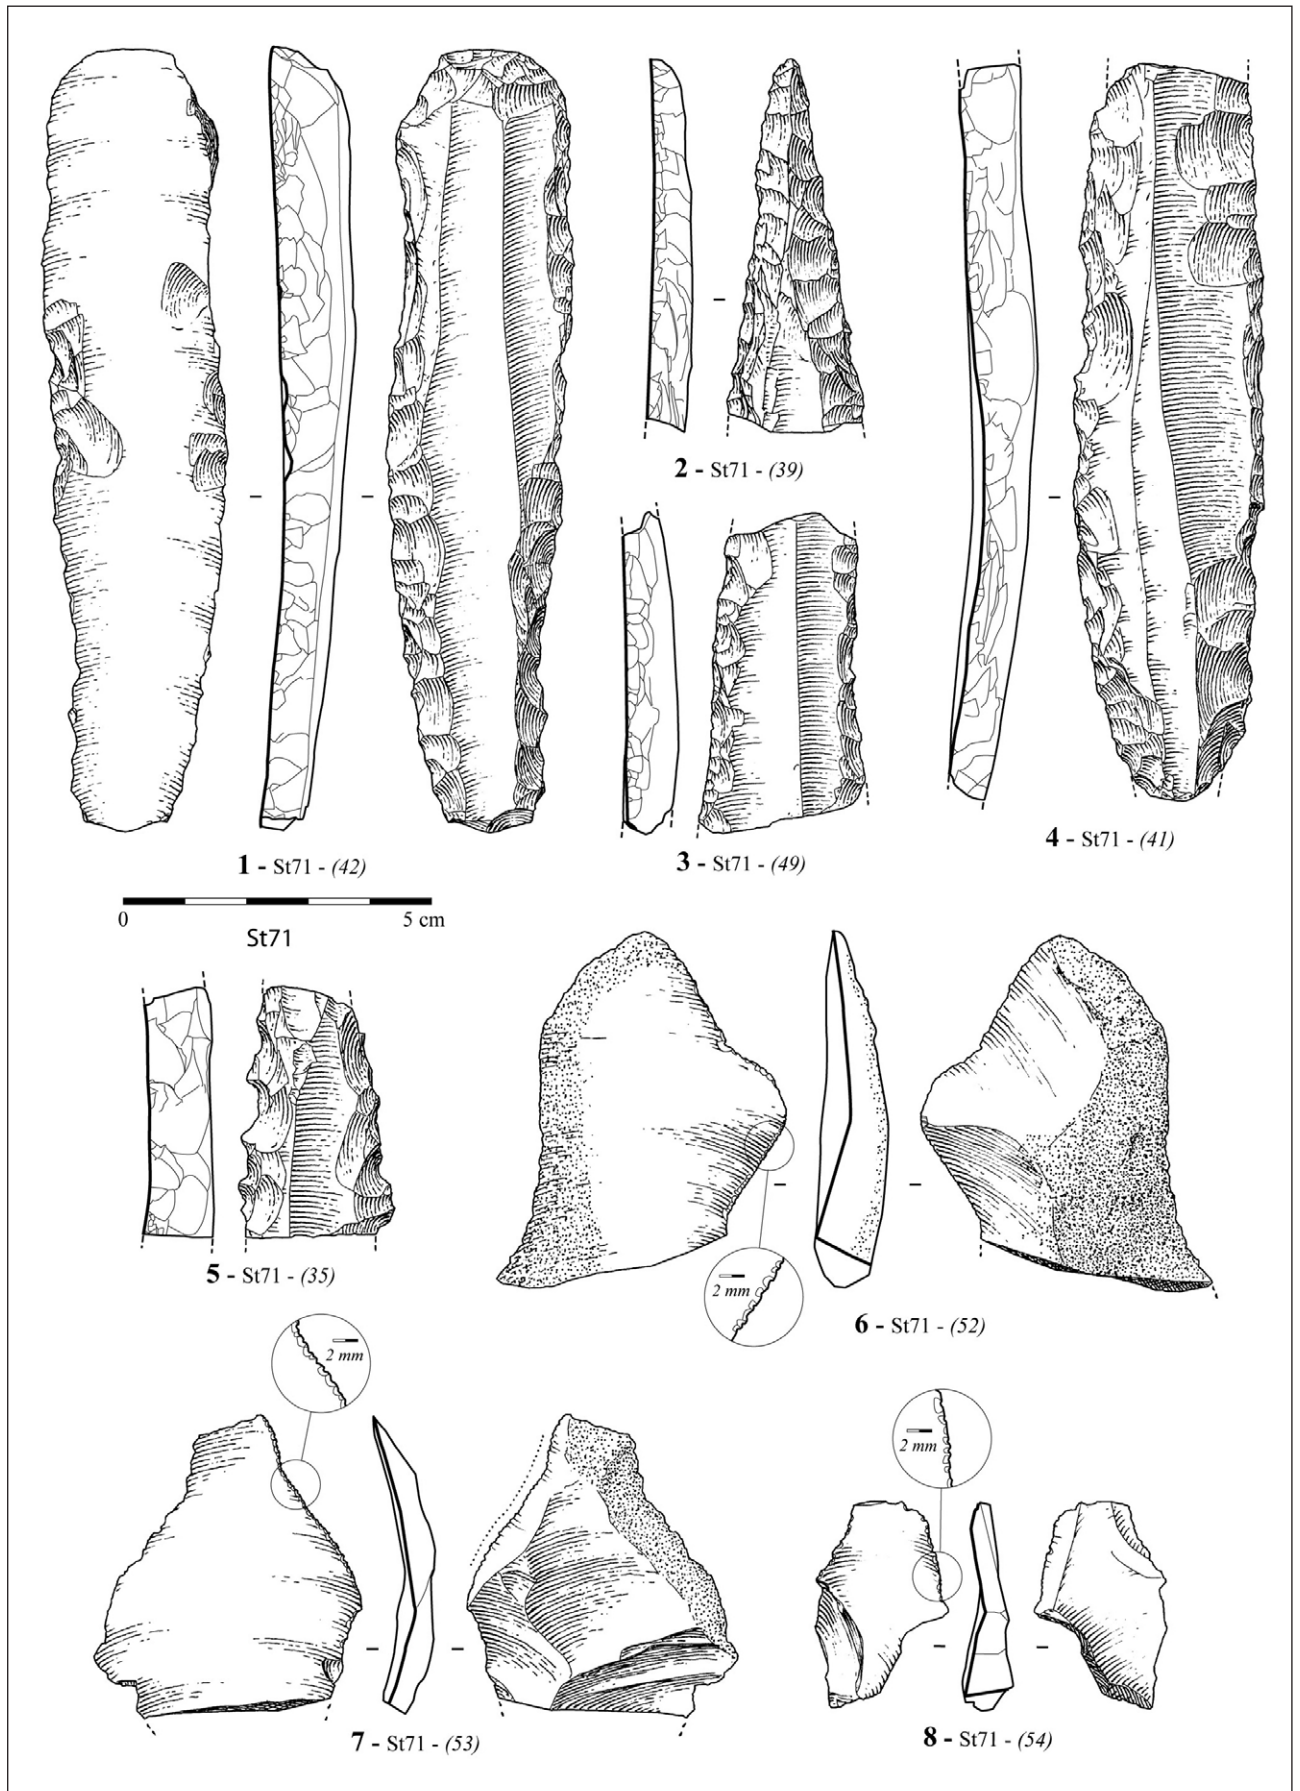 2 - St71 - (39)
1 - St71 - (42)
3 - St71 - (49)
4 - St71 - (41)
0 5 cm
St71
5 - St71 - (35)
2 mm
6 - St71 - (52)
2 mm
2 mm
7 - St71 - (53)
8 - St71 - (54)